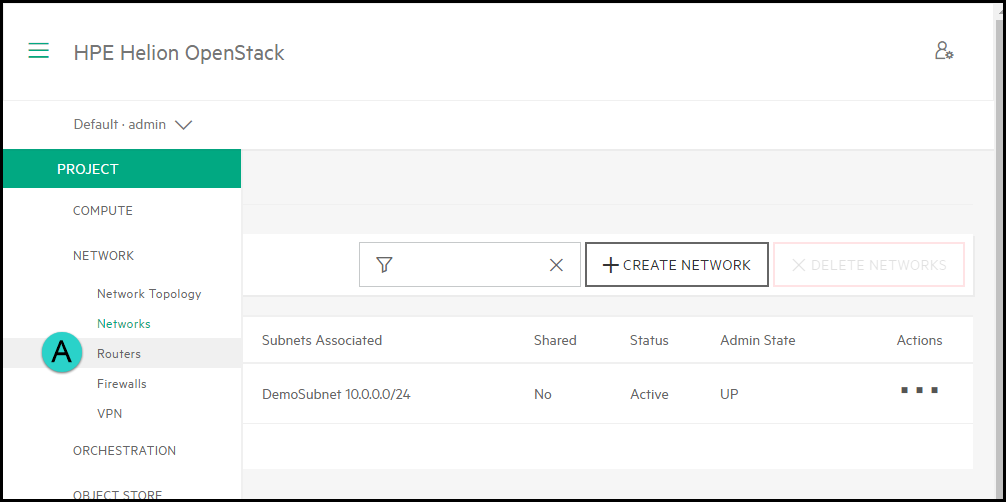 HPE Helion OpenStack
Default · admin
PROJECT
COMPUTE
NETWORK
CREATE NETWORK
DELETE NETWORKS
Network Topology
Networks
Subnets Associated
Shared
Status
Admin State
Actions
A
Routers
Firewalls
DemoSubnet 10.0.0.0/24
No
Active
UP
VPN
ORCHESTRATION
OBJECT STORE